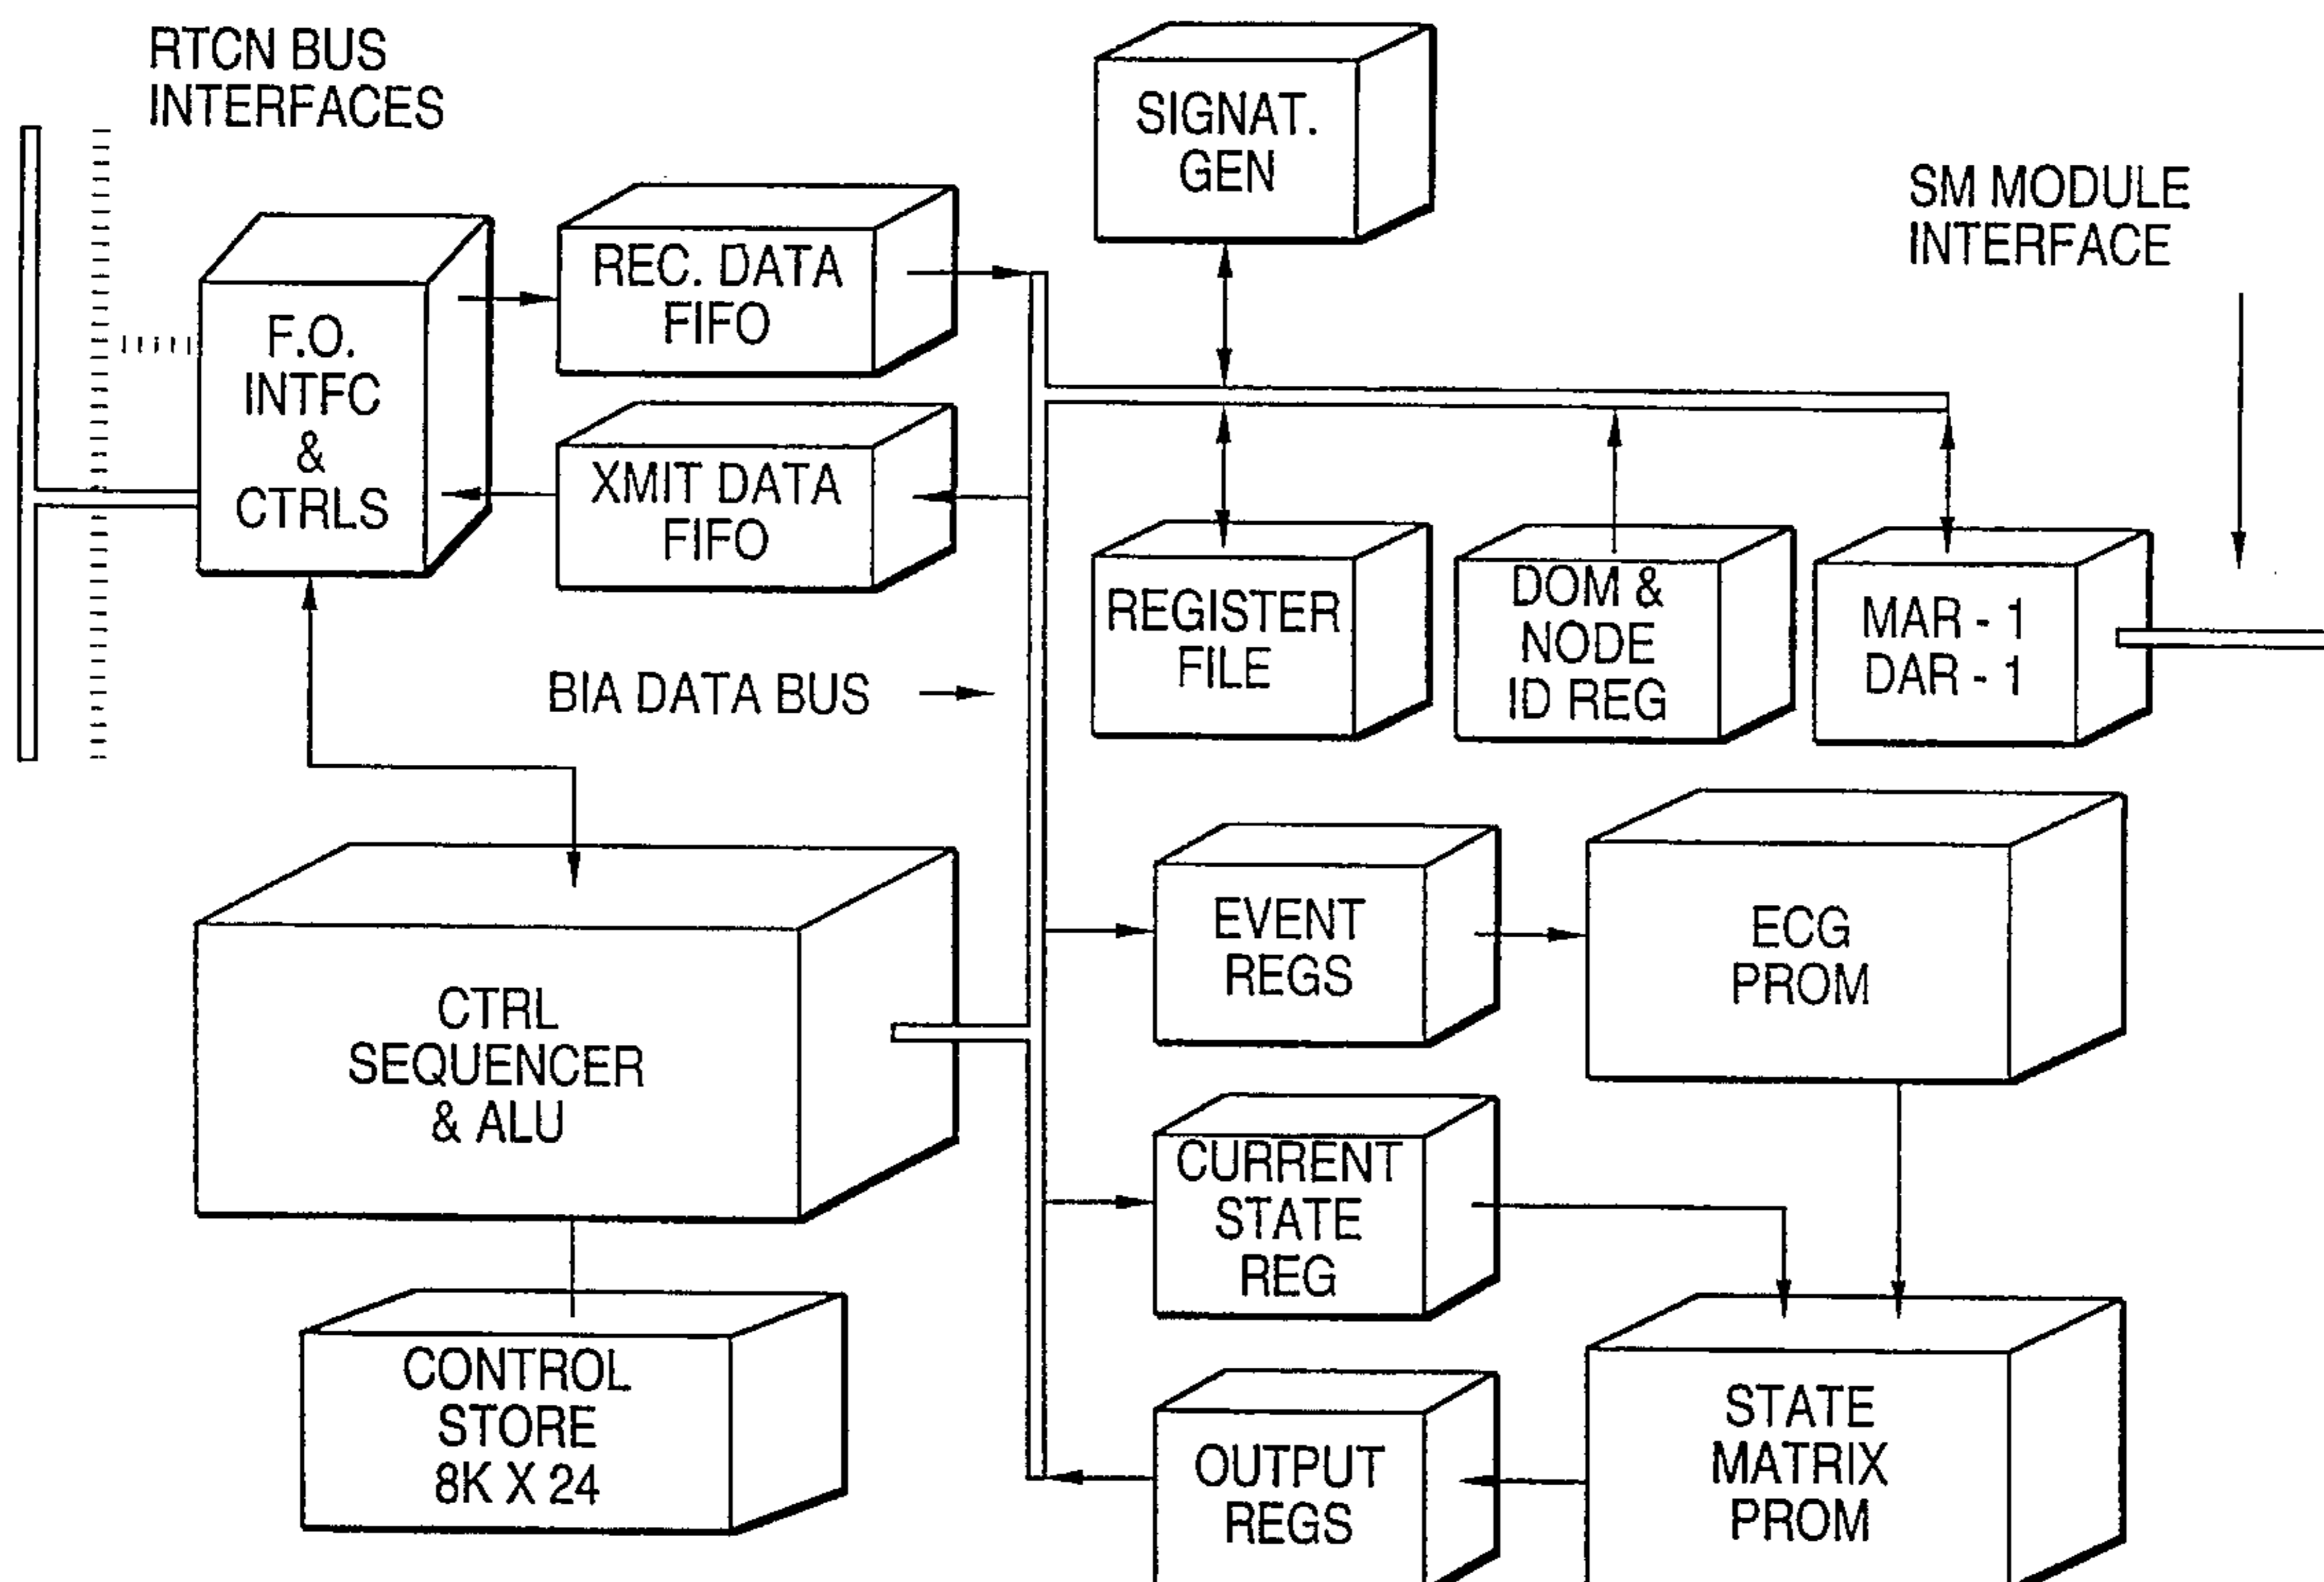 RTCN BUS
INTERFACES
SIGNAT.
GEN
SM MODULE
INTERFACE
REC. DATA
FIFO
F.O.
INTFC
&
CTRLS
XMIT DATA
FIFO
REGISTER
FILE
DOM &
NODE
ID REG
MAR - 1
DAR - 1
BIA DATA BUS
EVENT
REGS
ECG
PROM
CTRL
SEQUENCER
& ALU
CURRENT
STATE
REG
CONTROL
STORE
8K X 24
OUTPUT
REGS
STATE
MATRIX
PROM